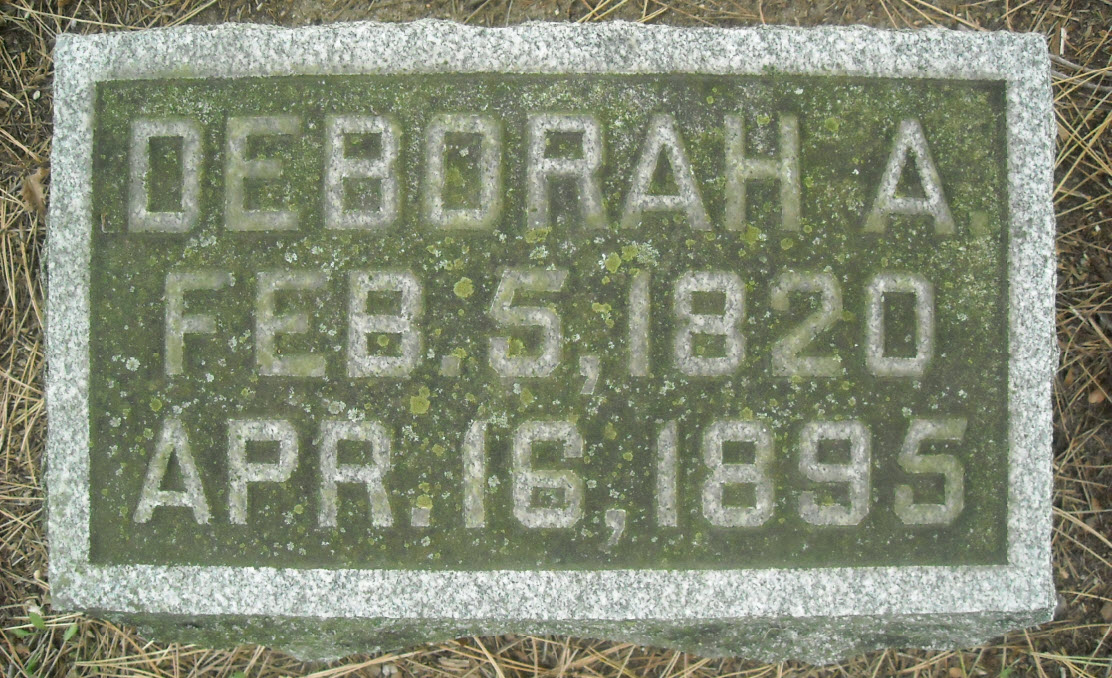 DEBORAH A.
FEB. 5, 1820
APR. 16, 1895